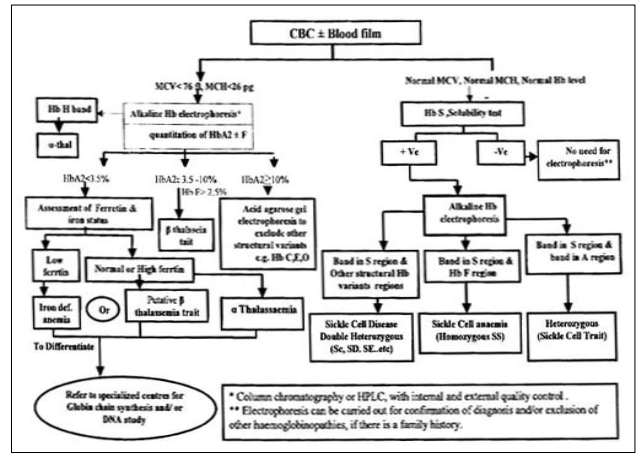 CBC ± Blood film
MCV<76 fl, MCH<26 pg
Normal MCV, Normal MCH, Normal Hb level
Hb H band
α-thal
Alkaline Hb electrophoresis*
quantitation of HbA2 ± F
Hb S ,Solubility test
+ Ve
-Ve
No need for
electrophoresis**
HbA2<3.5%
HbA2: 3.5 -10%
Hb F> 2.5%
HbA2≥10%
Assessment of Ferretin &
iron status
β thalssein
tait
Acid agarose gel
electrophoresis to
exclude other
structural variants
e.g. Hb C,E,O
Alkaline Hb
electrophoresis
Low
ferrtin
Normal or High ferrtin
Band in S region &
Other structural Hb
variants regions
Band in S region &
Hb F region
Band in S region &
band in A region
Iron def.
anemia
Or
Putative β
thalassemia trait
α Thalassaemia
Sickle Cell Disease
Double Heterozygous
(Sc, SD. SE..etc)
Sickle Cell anaemia
(Homozygous SS)
Heterozygous
(Sickle Cell Trait)
To Differentiate
Refer to specialized centres for
Globin chain synthesis and/ or
DNA study
* Column chromatography or HPLC, with internal and external quality control .
** Electrophoresis can be carried out for confirmation of diagnosis and/or exclusion of
other haemoglobinopathies, if there is a family history.